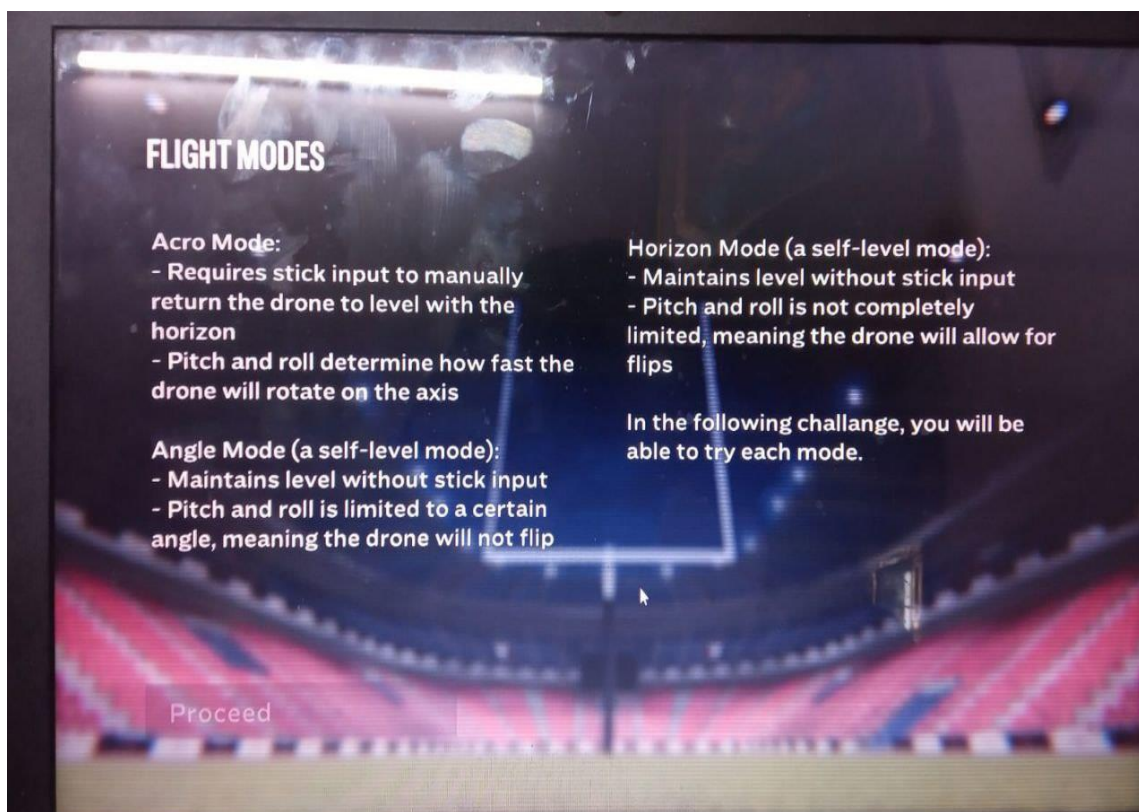 FLIGHT MODES
Acro Mode:
- Requires stick input to manually
return the drone to level with the
horizon
- Pitch and roll determine how fast the
drone will rotate on the axis
Angle Mode (a self-level mode):
- Maintains level without stick input
- Pitch and roll is limited to a certain
angle, meaning the drone will not flip
Horizon Mode (a self-level mode):
- Maintains level without stick input
- Pitch and roll is not completely
limited, meaning the drone will allow for
flips
In the following challange, you will be
able to try each mode.
Proceed